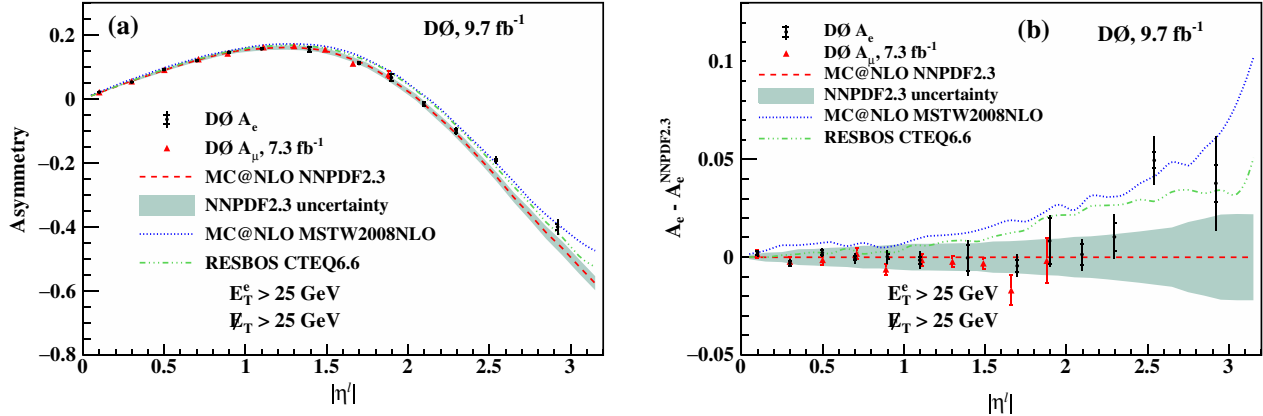 (a)
DØ, 9.7 fb⁻¹
0.2
0
−0.2
−0.4
−0.6
−0.8
Asymmetry
DØ A_e
DØ A_μ, 7.3 fb⁻¹
MC@NLO NNPDF2.3
NNPDF2.3 uncertainty
MC@NLO MSTW2008NLO
RESBOS CTEQ6.6
E_T^e > 25 GeV
E̸_T > 25 GeV
0 0.5 1 1.5 2 2.5 3
|η^l|
(b)
DØ, 9.7 fb⁻¹
DØ A_e
DØ A_μ, 7.3 fb⁻¹
MC@NLO NNPDF2.3
NNPDF2.3 uncertainty
MC@NLO MSTW2008NLO
RESBOS CTEQ6.6
0.1
0.05
0
−0.05
A_e - A_e^NNPDF2.3
E_T^e > 25 GeV
E̸_T > 25 GeV
0 0.5 1 1.5 2 2.5 3
|η^l|